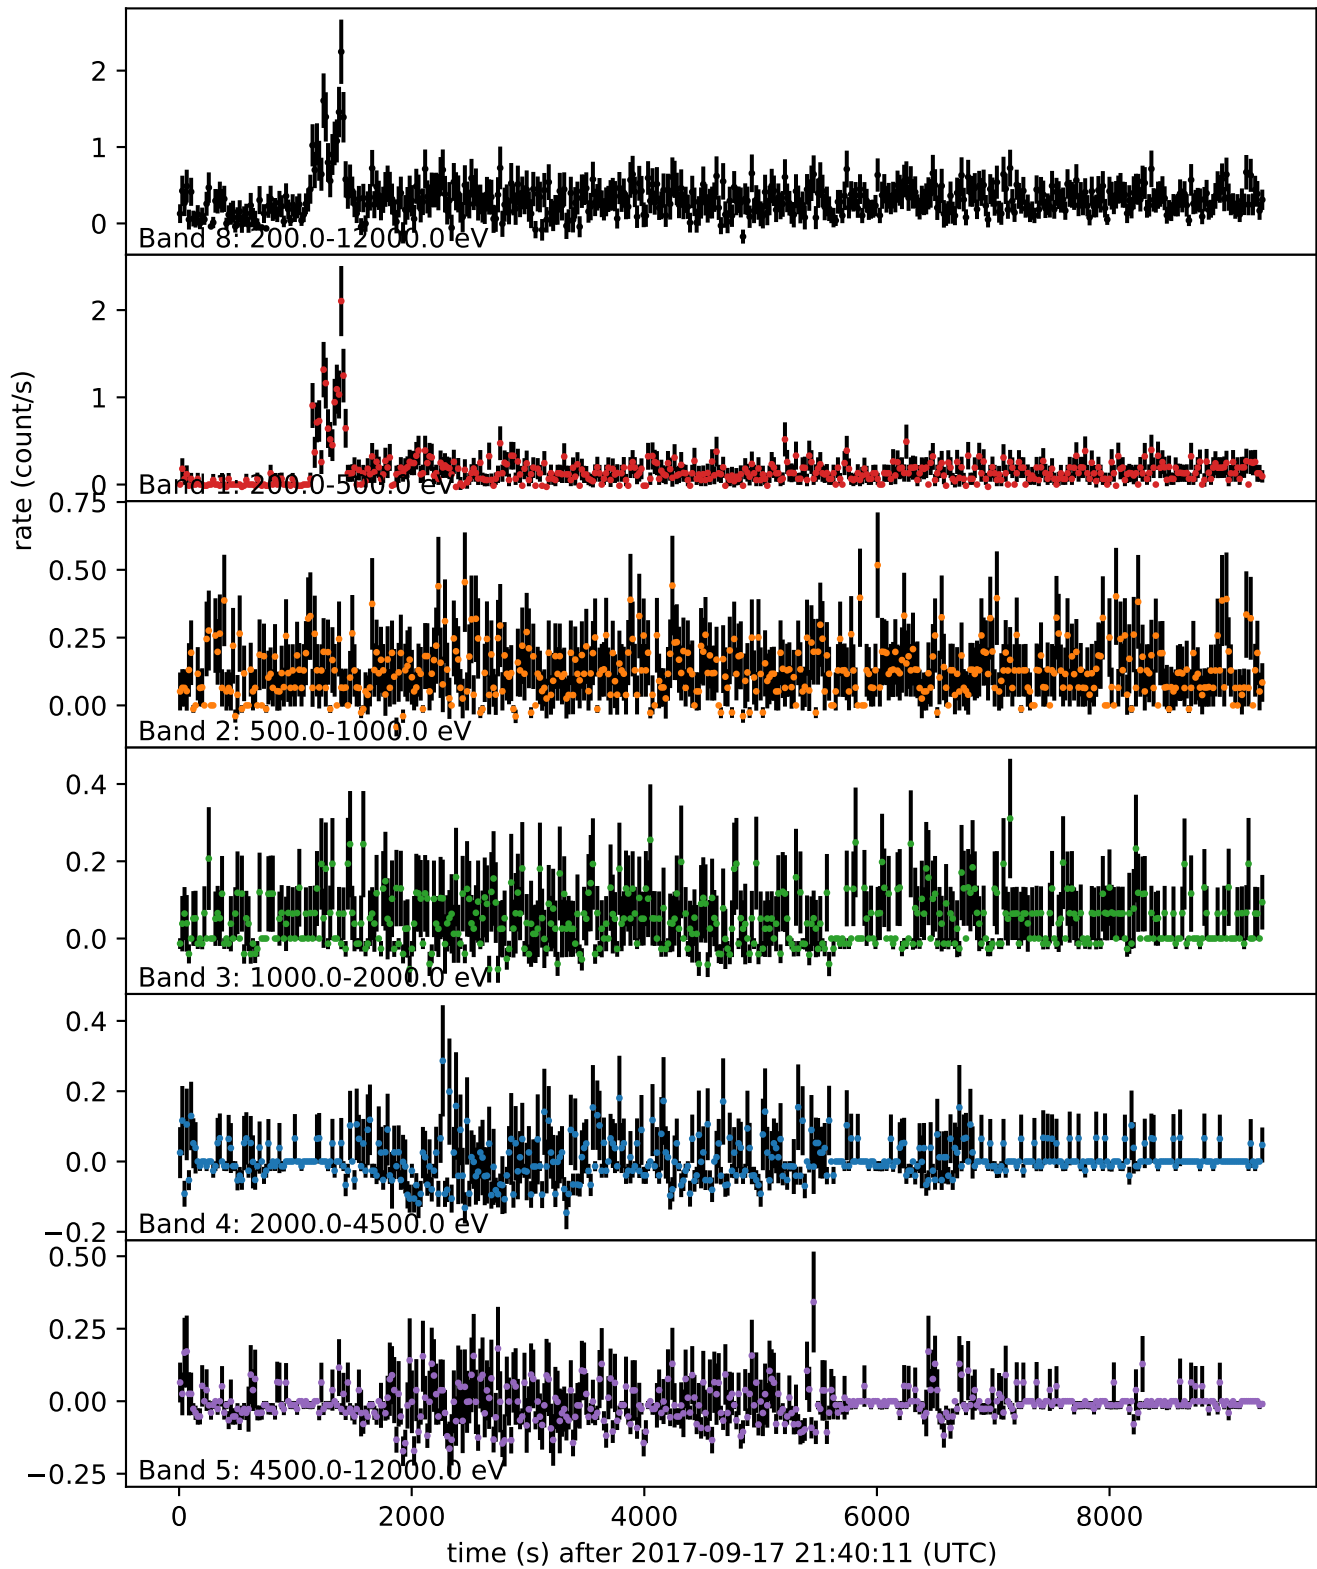 2
1
0
Band 8: 200.0-12000.0 eV
2
1
0
Band 1: 200.0-500.0 eV
rate (count/s)
0.75
0.50
0.25
0.00
Band 2: 500.0-1000.0 eV
0.4
0.2
0.0
Band 3: 1000.0-2000.0 eV
0.4
0.2
0.0
−0.2
Band 4: 2000.0-4500.0 eV
0.50
0.25
0.00
−0.25
Band 5: 4500.0-12000.0 eV
0 2000 4000 6000 8000
time (s) after 2017-09-17 21:40:11 (UTC)